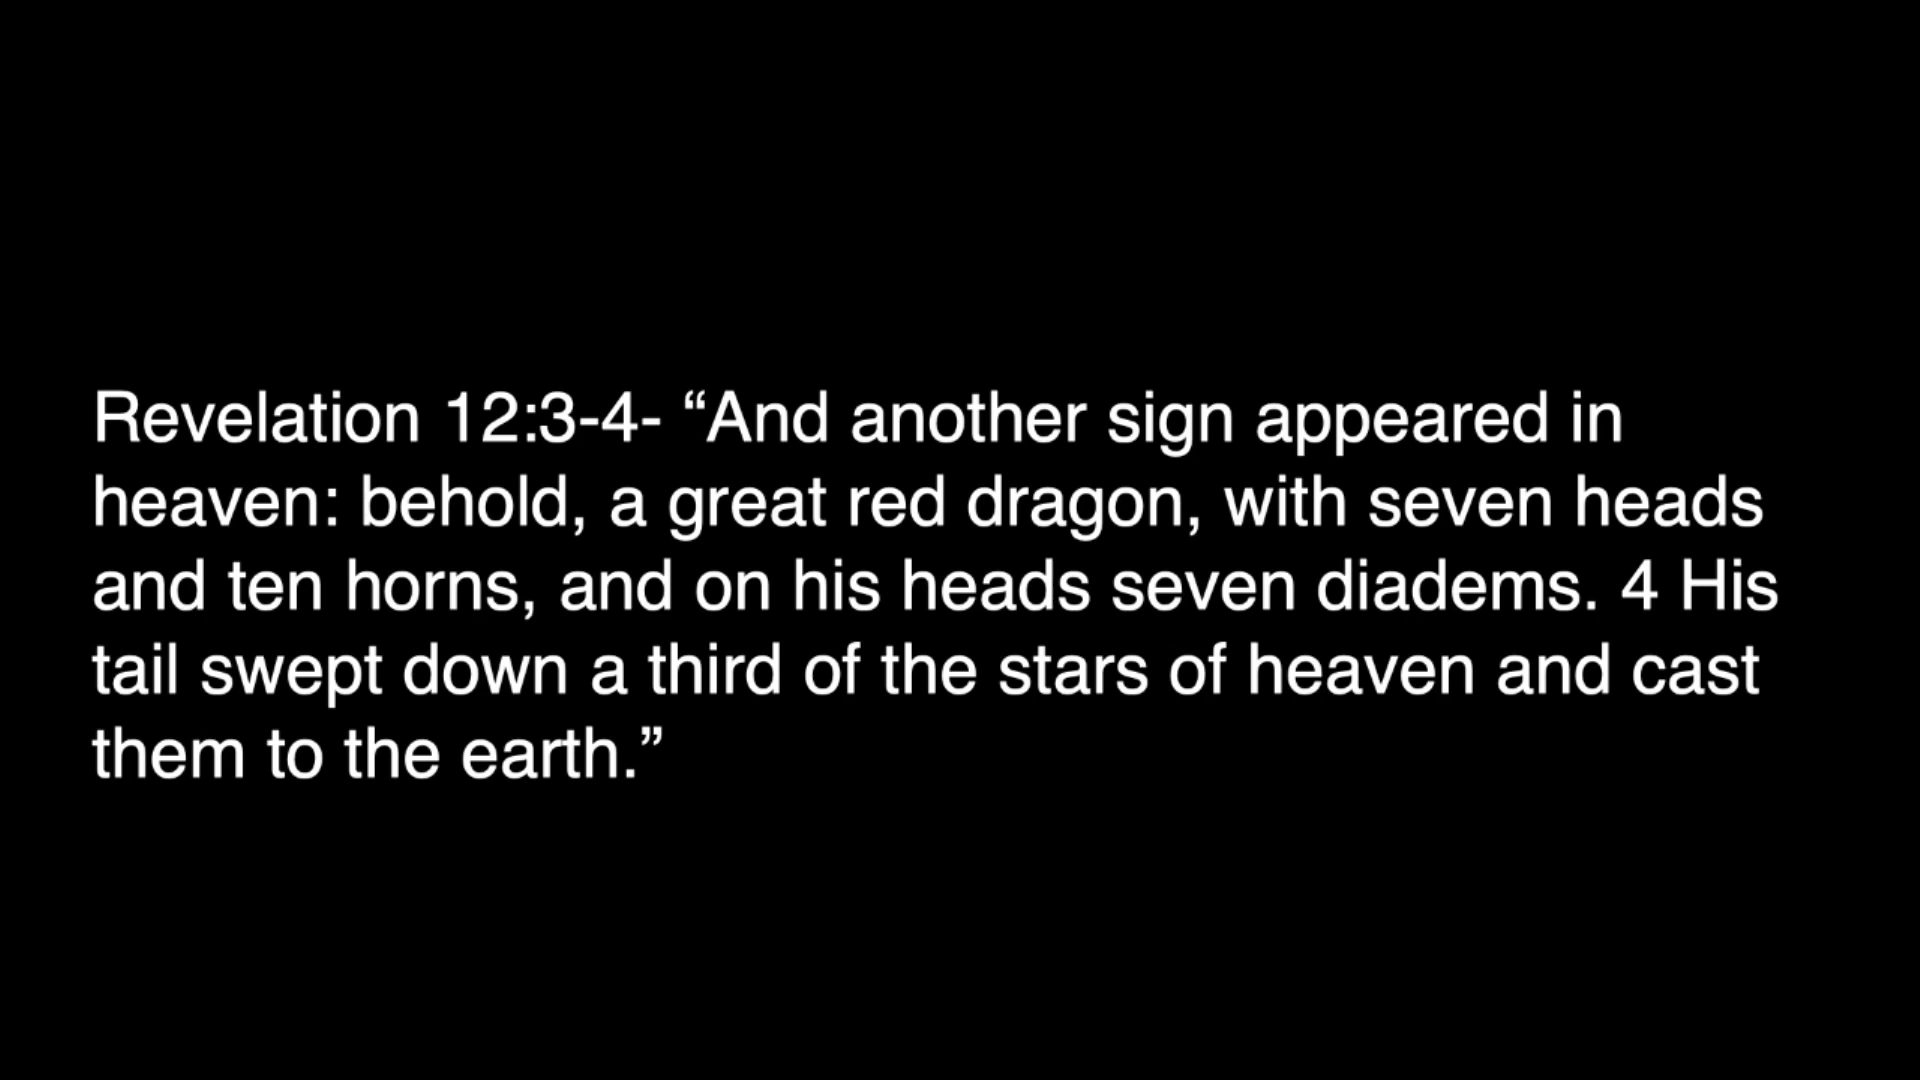 Revelation 12:3-4- “And another sign appeared in
heaven: behold, a great red dragon, with seven heads
and ten horns, and on his heads seven diadems. 4 His
tail swept down a third of the stars of heaven and cast
them to the earth.”